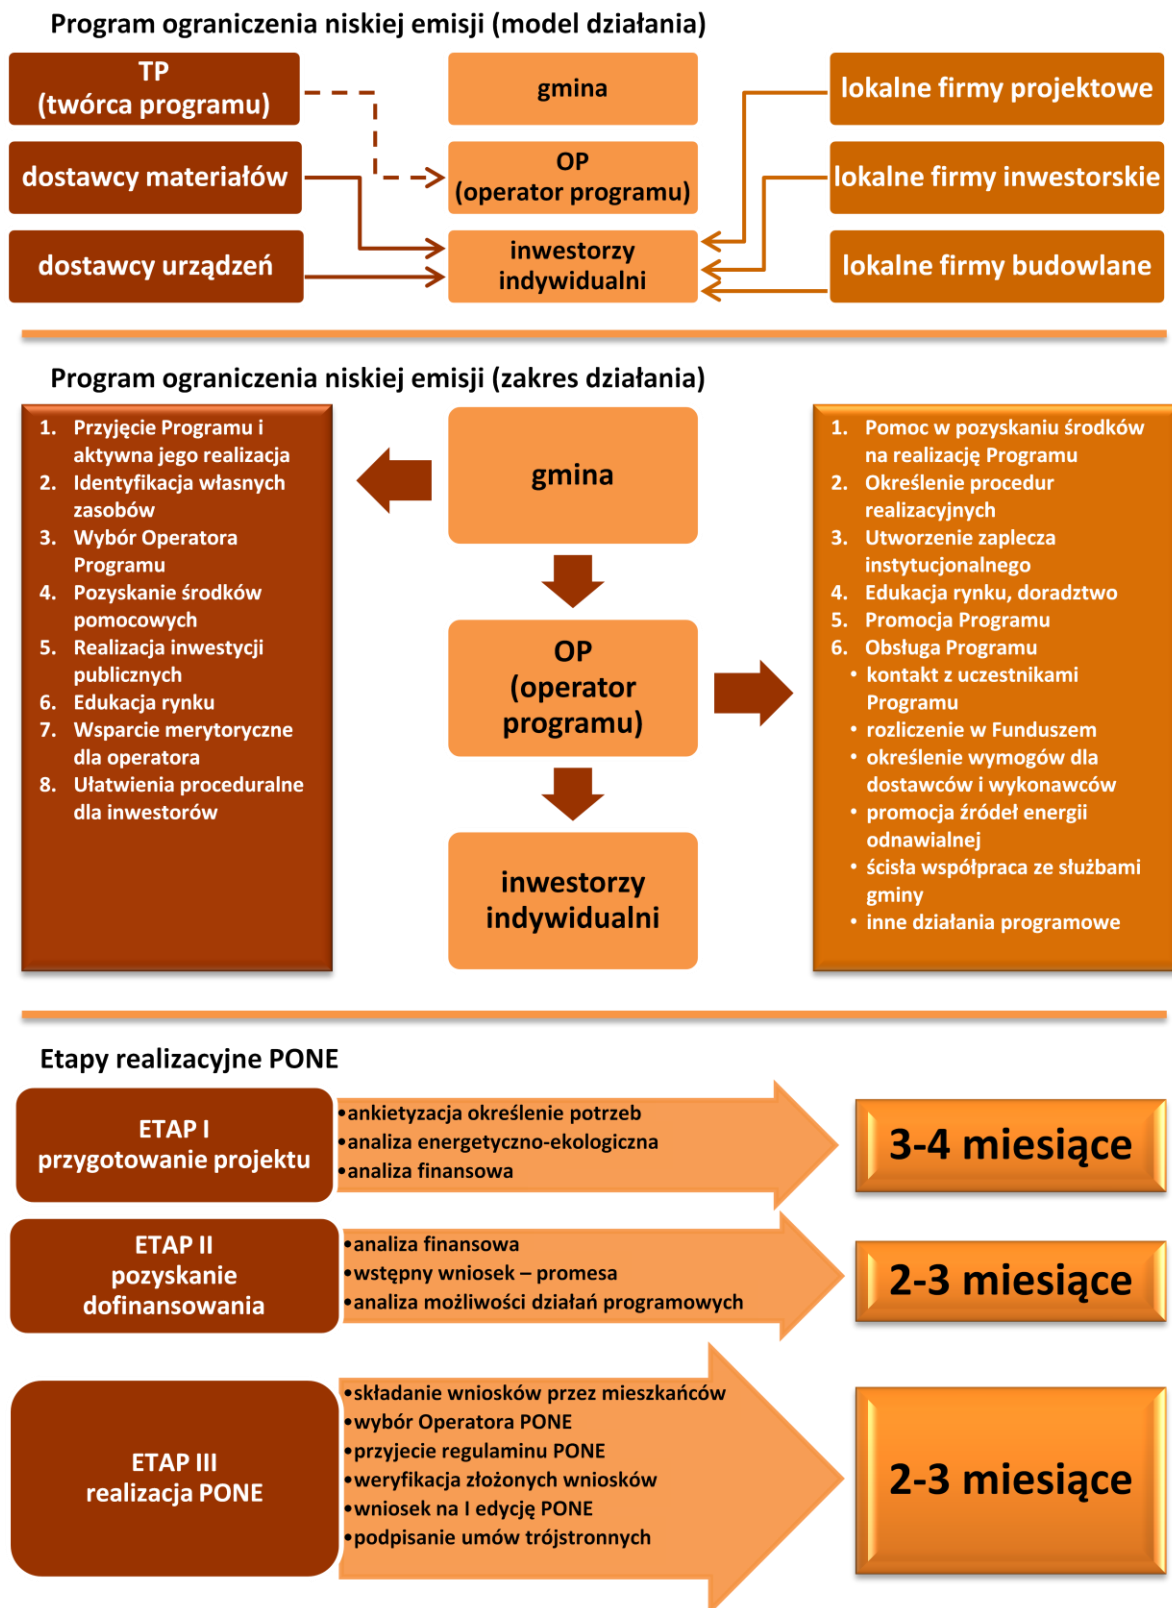 Program ograniczenia niskiej emisji (model działania)
TP
(twórca programu)
gmina
lokalne firmy projektowe
dostawcy materiałów
OP
(operator programu)
lokalne firmy inwestorskie
dostawcy urządzeń
inwestorzy
indywidualni
lokalne firmy budowlane
Program ograniczenia niskiej emisji (zakres działania)
1. Przyjęcie Programu i
aktywna jego realizacja
2. Identyfikacja własnych
zasobów
3. Wybór Operatora
Programu
4. Pozyskanie środków
pomocowych
5. Realizacja inwestycji
publicznych
6. Edukacja rynku
7. Wsparcie merytoryczne
dla operatora
8. Ułatwienia proceduralne
dla inwestorów
gmina
OP
(operator
programu)
inwestorzy
indywidualni
1. Pomoc w pozyskaniu środków
na realizację Programu
2. Określenie procedur
realizacyjnych
3. Utworzenie zaplecza
instytucjonalnego
4. Edukacja rynku, doradztwo
5. Promocja Programu
6. Obsługa Programu
• kontakt z uczestnikami
Programu
• rozliczenie w Funduszem
• określenie wymogów dla
dostawców i wykonawców
• promocja źródeł energii
odnawialnej
• ścisła współpraca ze służbami
gminy
• inne działania programowe
Etapy realizacyjne PONE
ETAP I
przygotowanie projektu
•ankietyzacja określenie potrzeb
•analiza energetyczno-ekologiczna
•analiza finansowa
3-4 miesiące
ETAP II
pozyskanie
dofinansowania
•analiza finansowa
•wstępny wniosek – promesa
•analiza możliwości działań programowych
2-3 miesiące
ETAP III
realizacja PONE
•składanie wniosków przez mieszkańców
•wybór Operatora PONE
•przyjecie regulaminu PONE
•weryfikacja złożonych wniosków
•wniosek na I edycję PONE
•podpisanie umów trójstronnych
2-3 miesiące